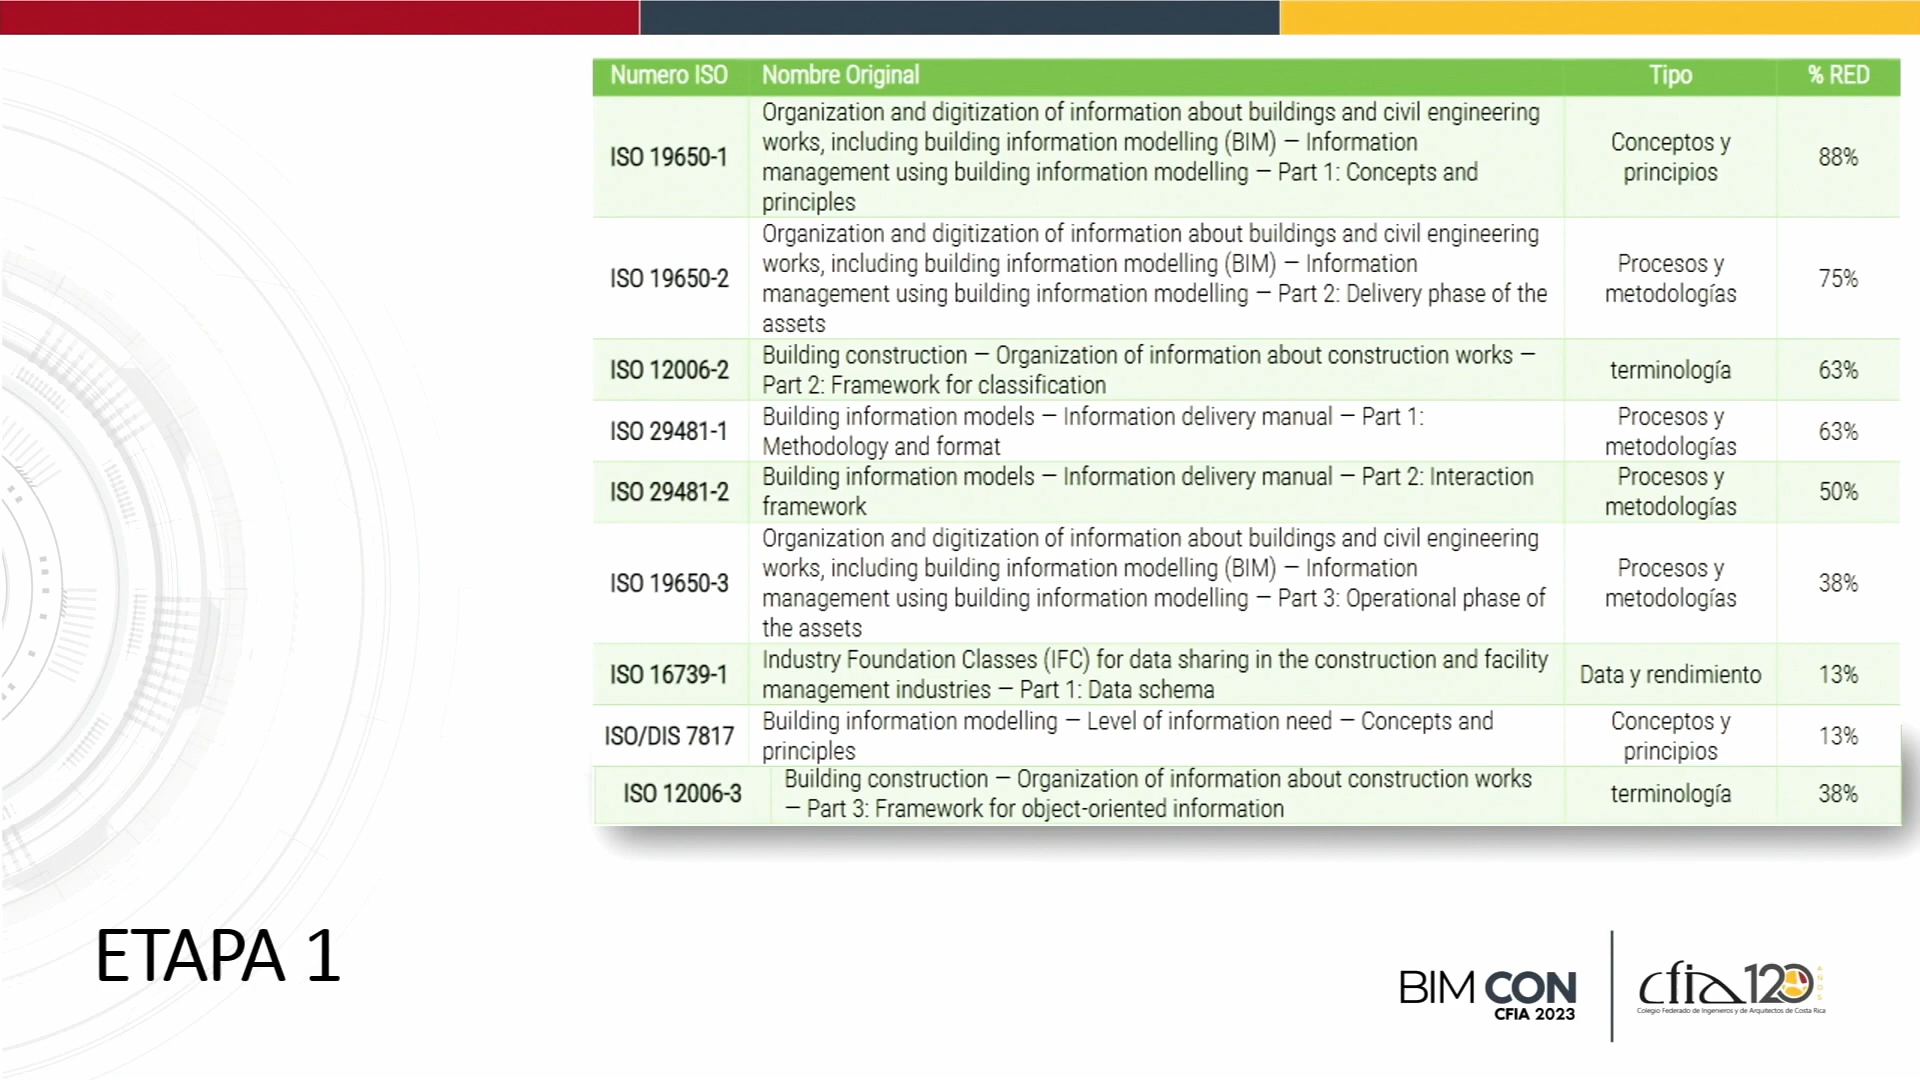 Numero ISO Nombre Original Tipo % RED
ISO 19650-1
Organization and digitization of information about buildings and civil engineering
works, including building information modelling (BIM) — Information
management using building information modelling — Part 1: Concepts and
principles
Conceptos y
principios
88%
ISO 19650-2
Organization and digitization of information about buildings and civil engineering
works, including building information modelling (BIM) — Information
management using building information modelling — Part 2: Delivery phase of the
assets
Procesos y
metodologías
75%
ISO 12006-2
Building construction — Organization of information about construction works —
Part 2: Framework for classification
terminología
63%
ISO 29481-1
Building information models — Information delivery manual — Part 1:
Methodology and format
Procesos y
metodologías
63%
ISO 29481-2
Building information models — Information delivery manual — Part 2: Interaction
framework
Procesos y
metodologías
50%
ISO 19650-3
Organization and digitization of information about buildings and civil engineering
works, including building information modelling (BIM) — Information
management using building information modelling — Part 3: Operational phase of
the assets
Procesos y
metodologías
38%
ISO 16739-1
Industry Foundation Classes (IFC) for data sharing in the construction and facility
management industries — Part 1: Data schema
Data y rendimiento
13%
ISO/DIS 7817
Building information modelling — Level of information need — Concepts and
principles
Conceptos y
principios
13%
ISO 12006-3
Building construction — Organization of information about construction works
— Part 3: Framework for object-oriented information
terminología
38%
ETAPA 1
BIM CON
CFIA 2023
cfia 120
AÑOS
Colegio Federado de Ingenieros y de Arquitectos de Costa Rica